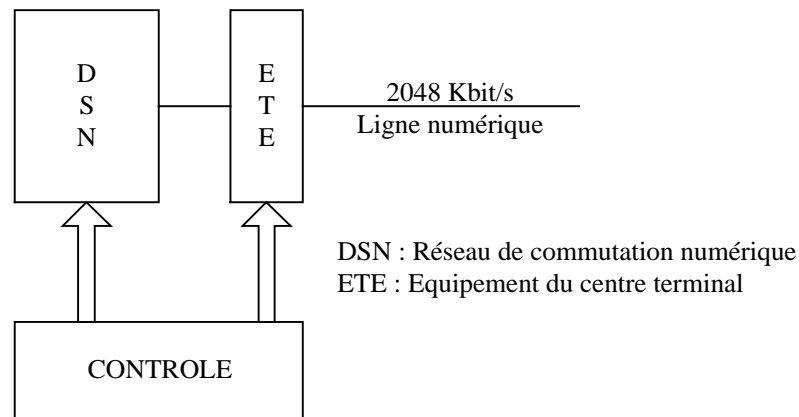 D
S
N
E
T
E
2048 Kbit/s
Ligne numérique
DSN : Réseau de commutation numérique
ETE : Equipement du centre terminal
CONTROLE